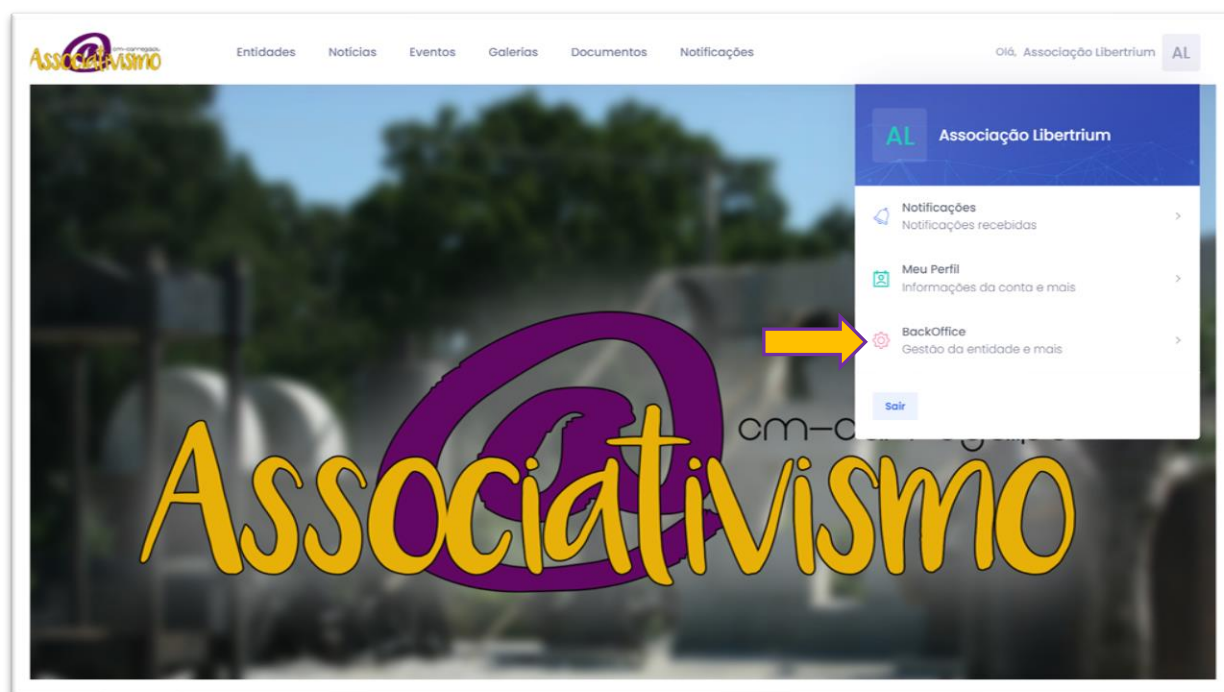 Associativismo
cm-carregal.pt
Entidades Notícias Eventos Galerias Documentos Notificações
Olá, Associação Libertrium AL
AL Associação Libertrium
Notificações
Notificações recebidas
Meu Perfil
Informações da conta e mais
BackOffice
Gestão da entidade e mais
Sair
Associativismo